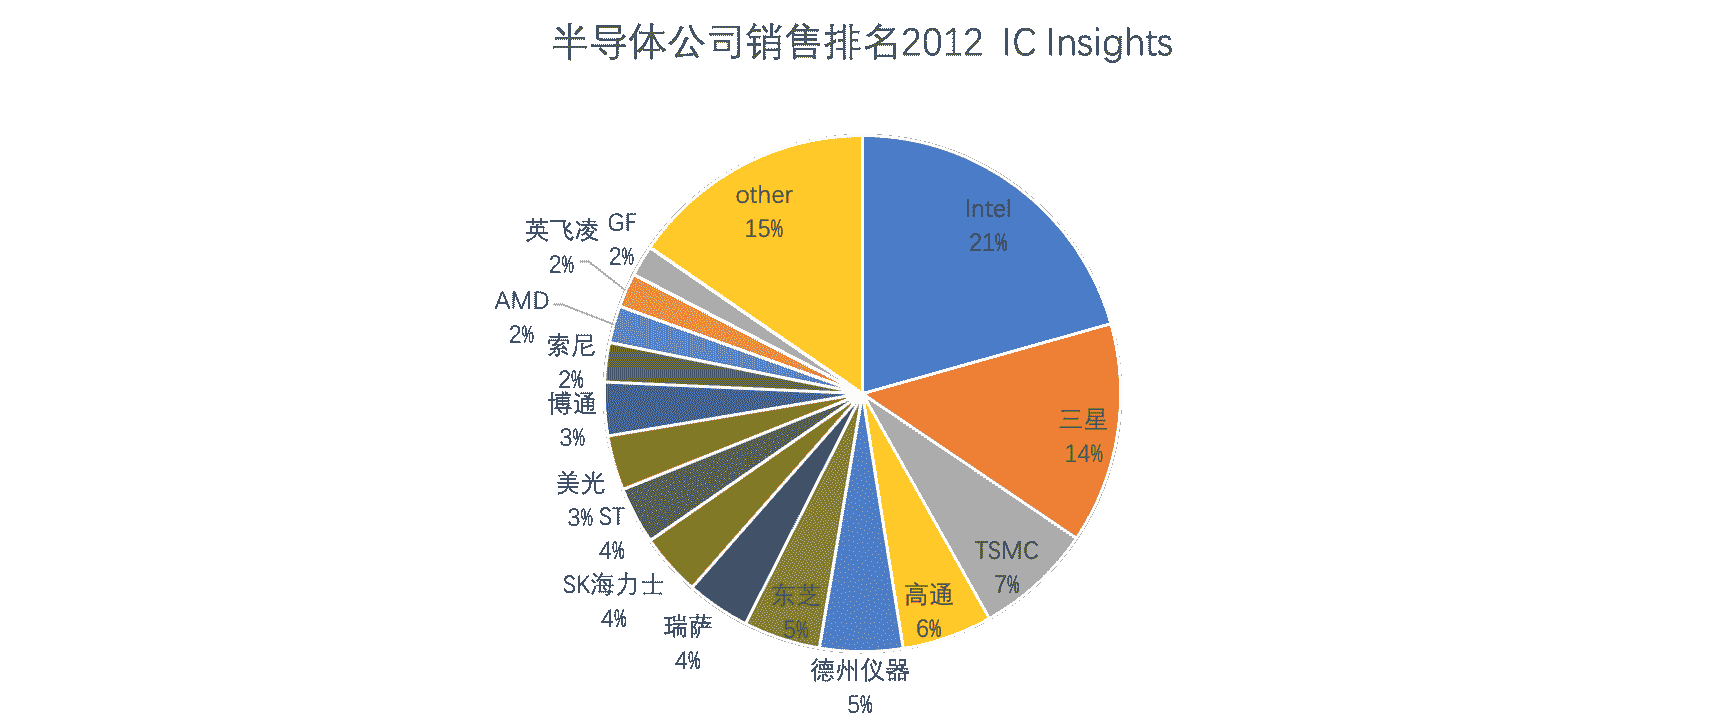 半导体公司销售排名2012 IC Insights
other
15%
Intel
21%
三星
14%
TSMC
7%
高通
6%
德州仪器
5%
东芝
5%
瑞萨
4%
SK海力士
4%
ST
4%
美光
3%
博通
3%
索尼
2%
AMD
2%
英飞凌
2%
GF
2%